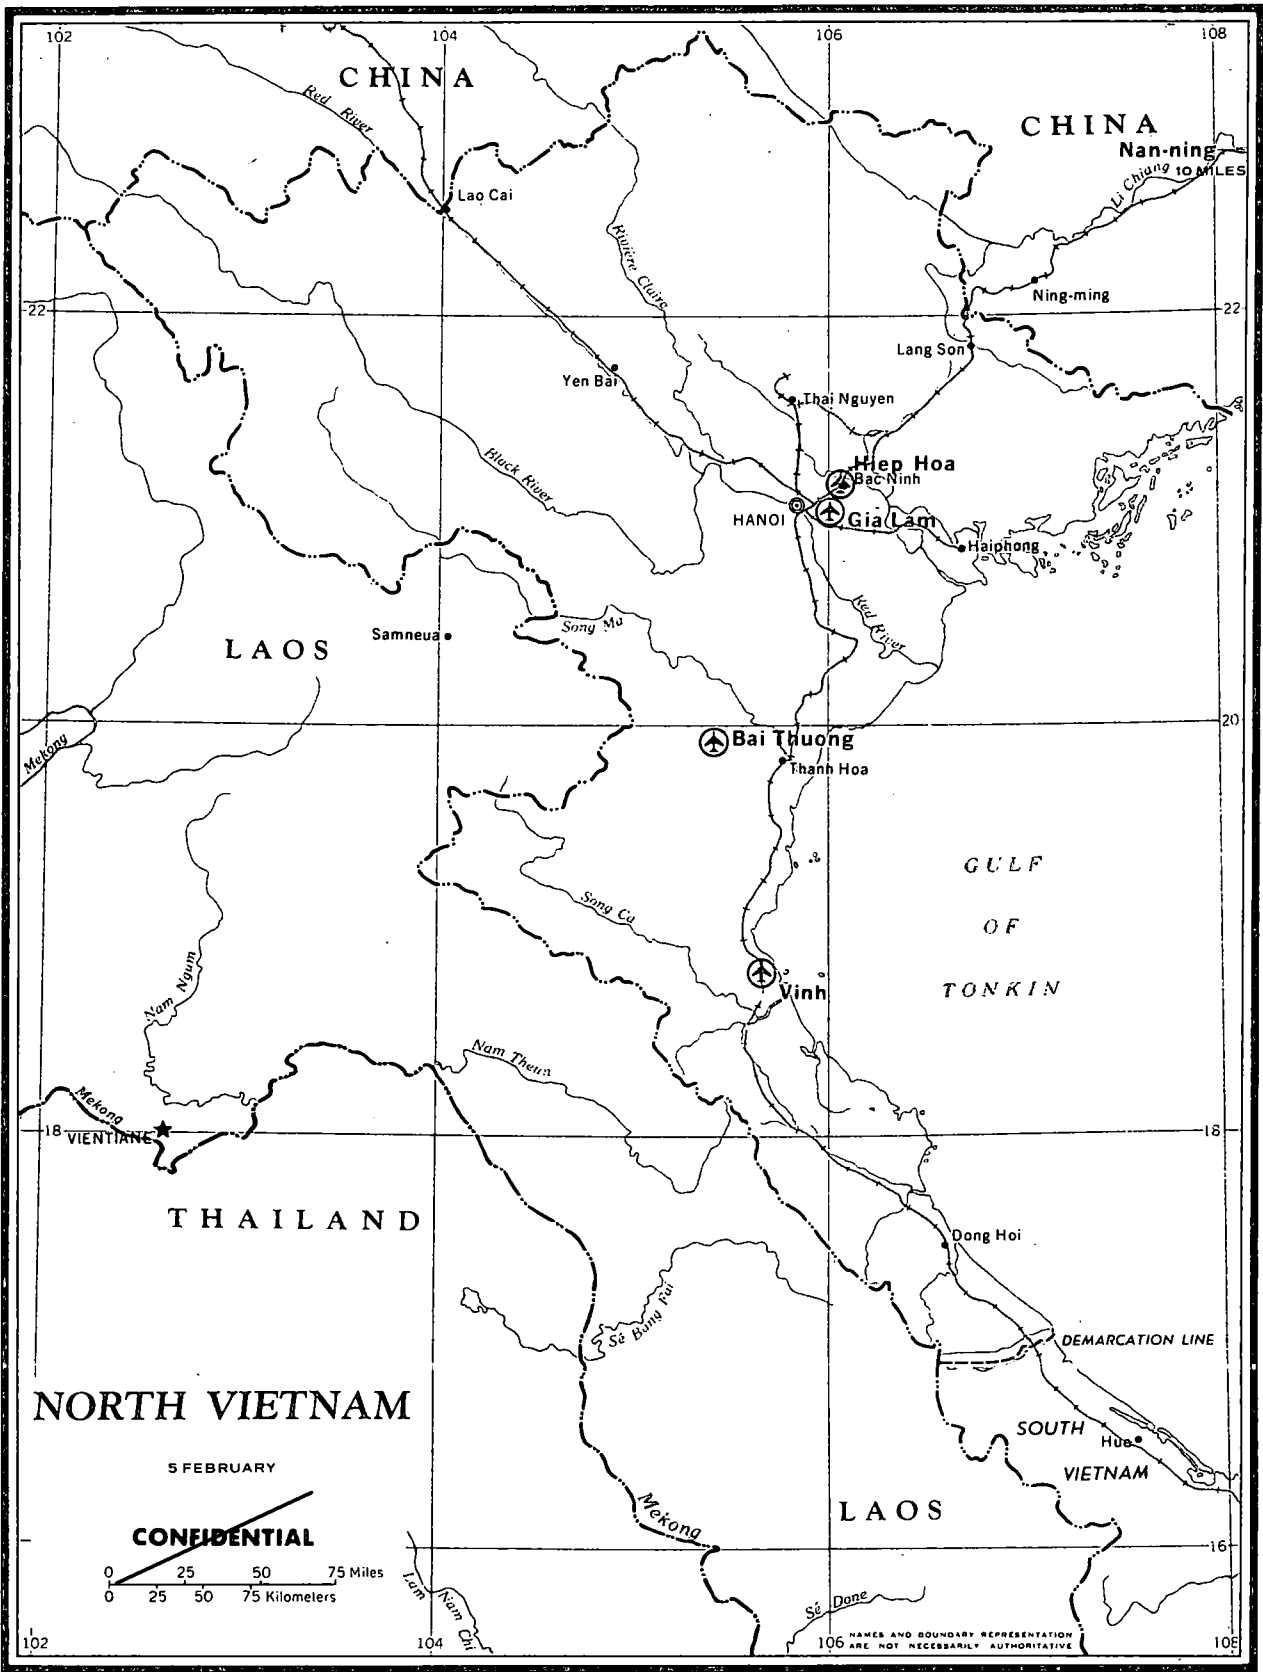 102
104
106
108
CHINA
Red River
CHINA
Nan-ning
Li Chiang
10 MILES
Lao Cai
Rivière Claire
Ning-ming
22
22
Lang Son
Yen Bai
Thai Nguyen
Black River
Hiep Hoa
Bac Ninh
HANOI
Gia Lam
Haiphong
Red River
Song Ma
Samneua
LAOS
20
Mekong
Bai Thuong
Thanh Hoa
GULF
OF
TONKIN
Song Ca
Vinh
Nam Ngum
Nam Theun
Mekong
18
VIENTIANE
18
THAILAND
Dong Hoi
Sé Bang Fai
DEMARCATION LINE
NORTH VIETNAM
SOUTH
VIETNAM
Hue
5 FEBRUARY
Mekong
LAOS
CONFIDENTIAL
0 25 50 75 Miles
0 25 50 75 Kilometers
16
Lam
Nam Chi
Sé Done
NAMES AND BOUNDARY REPRESENTATION
ARE NOT NECESSARILY AUTHORITATIVE
102
104
106
108